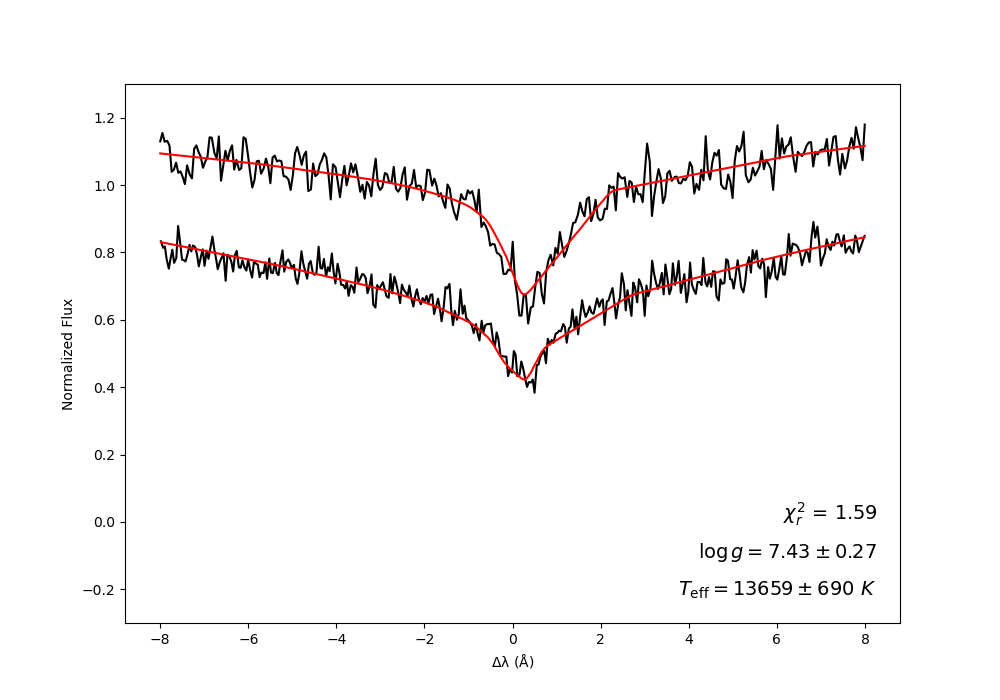 1.2
1.0
0.8
0.6
0.4
0.2
0.0
−0.2
Normalized Flux
χ²ᵣ = 1.59
log g = 7.43 ± 0.27
T_eff = 13659 ± 690 K
−8 −6 −4 −2 0 2 4 6 8
Δλ (Å)